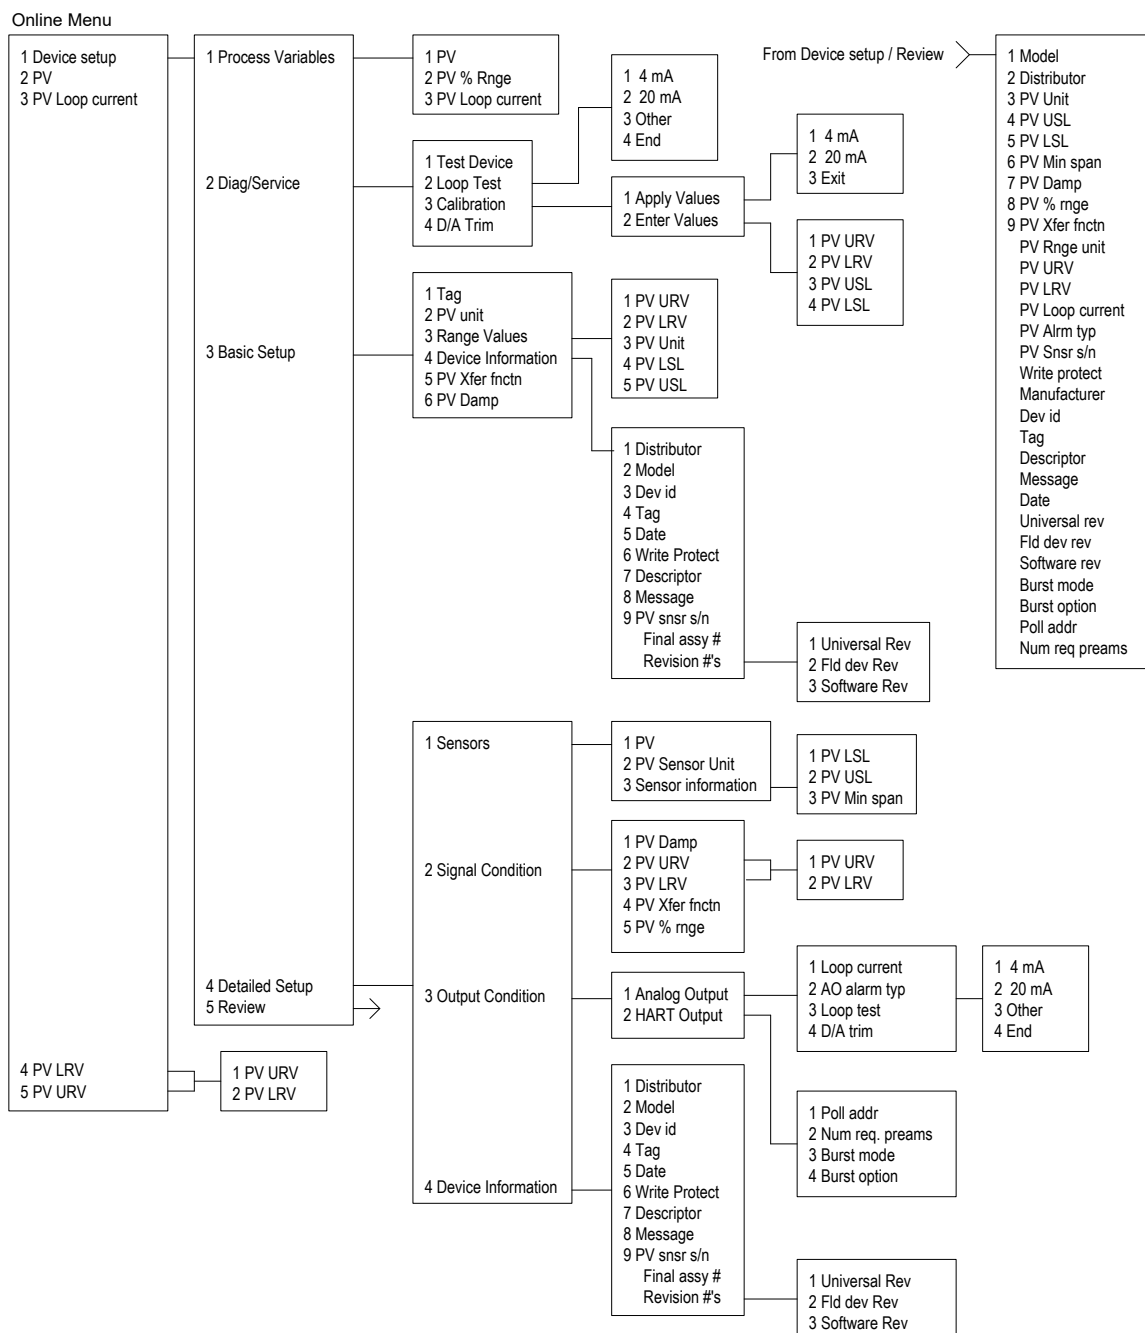 Online Menu
1 Device setup
2 PV
3 PV Loop current
4 PV LRV
5 PV URV
1 PV URV
2 PV LRV
1 Process Variables
2 Diag/Service
3 Basic Setup
4 Detailed Setup
5 Review
1 PV
2 PV % Rnge
3 PV Loop current
1 Test Device
2 Loop Test
3 Calibration
4 D/A Trim
1 4 mA
2 20 mA
3 Other
4 End
1 Apply Values
2 Enter Values
1 4 mA
2 20 mA
3 Exit
1 PV URV
2 PV LRV
3 PV USL
4 PV LSL
1 Tag
2 PV unit
3 Range Values
4 Device Information
5 PV Xfer fnctn
6 PV Damp
1 PV URV
2 PV LRV
3 PV Unit
4 PV LSL
5 PV USL
1 Distributor
2 Model
3 Dev id
4 Tag
5 Date
6 Write Protect
7 Descriptor
8 Message
9 PV snsr s/n
Final assy #
Revision #'s
1 Universal Rev
2 Fld dev Rev
3 Software Rev
1 Sensors
2 Signal Condition
3 Output Condition
4 Device Information
1 PV
2 PV Sensor Unit
3 Sensor information
1 PV LSL
2 PV USL
3 PV Min span
1 PV Damp
2 PV URV
3 PV LRV
4 PV Xfer fnctn
5 PV % rnge
1 PV URV
2 PV LRV
1 Analog Output
2 HART Output
1 Loop current
2 AO alarm typ
3 Loop test
4 D/A trim
1 4 mA
2 20 mA
3 Other
4 End
1 Poll addr
2 Num req. preams
3 Burst mode
4 Burst option
1 Distributor
2 Model
3 Dev id
4 Tag
5 Date
6 Write Protect
7 Descriptor
8 Message
9 PV snsr s/n
Final assy #
Revision #'s
1 Universal Rev
2 Fld dev Rev
3 Software Rev
From Device setup / Review
1 Model
2 Distributor
3 PV Unit
4 PV USL
5 PV LSL
6 PV Min span
7 PV Damp
8 PV % rnge
9 PV Xfer fnctn
PV Rnge unit
PV URV
PV LRV
PV Loop current
PV Alrm typ
PV Snsr s/n
Write protect
Manufacturer
Dev id
Tag
Descriptor
Message
Date
Universal rev
Fld dev rev
Software rev
Burst mode
Burst option
Poll addr
Num req preams